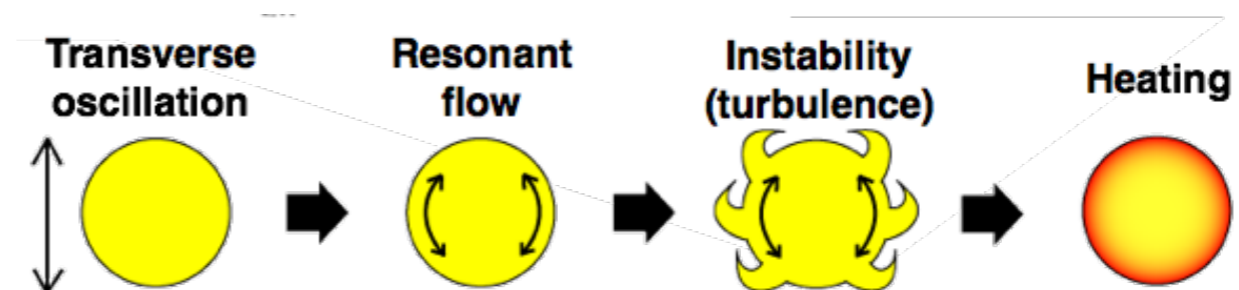 Transverse
oscillation
Resonant
flow
Instability
(turbulence)
Heating